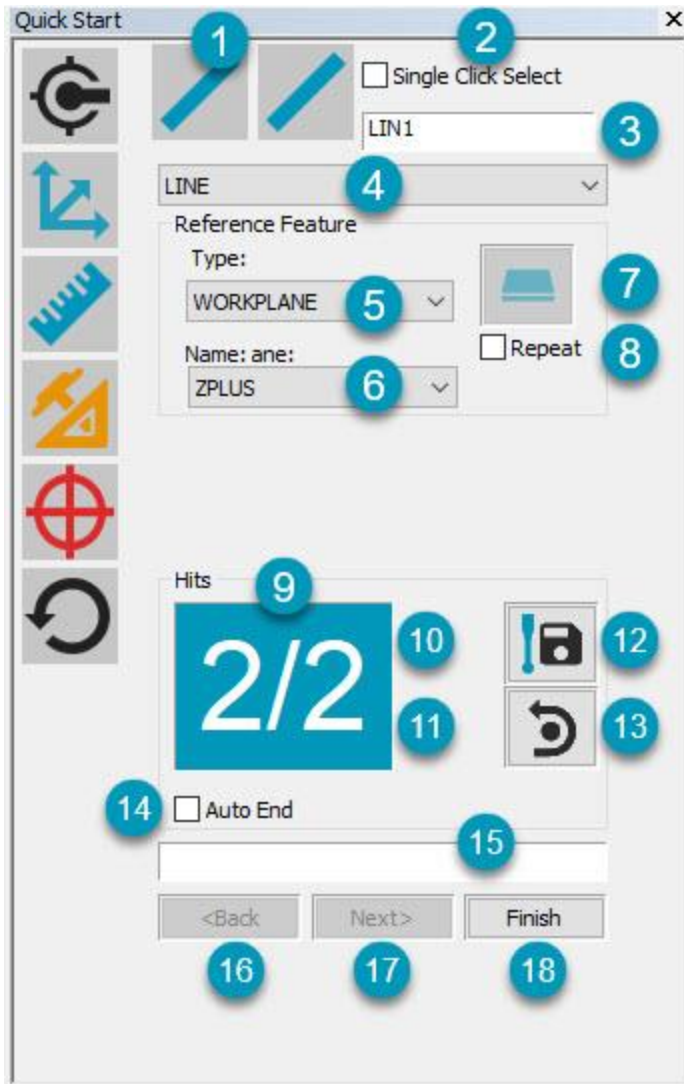 Quick Start
1
2
Single Click Select
LIN1
3
LINE
4
Reference Feature
Type:
WORKPLANE
5
7
Name: ane:
Repeat
8
ZPLUS
6
Hits
9
2/2
10
12
11
13
14
Auto End
15
<Back
Next>
Finish
16
17
18